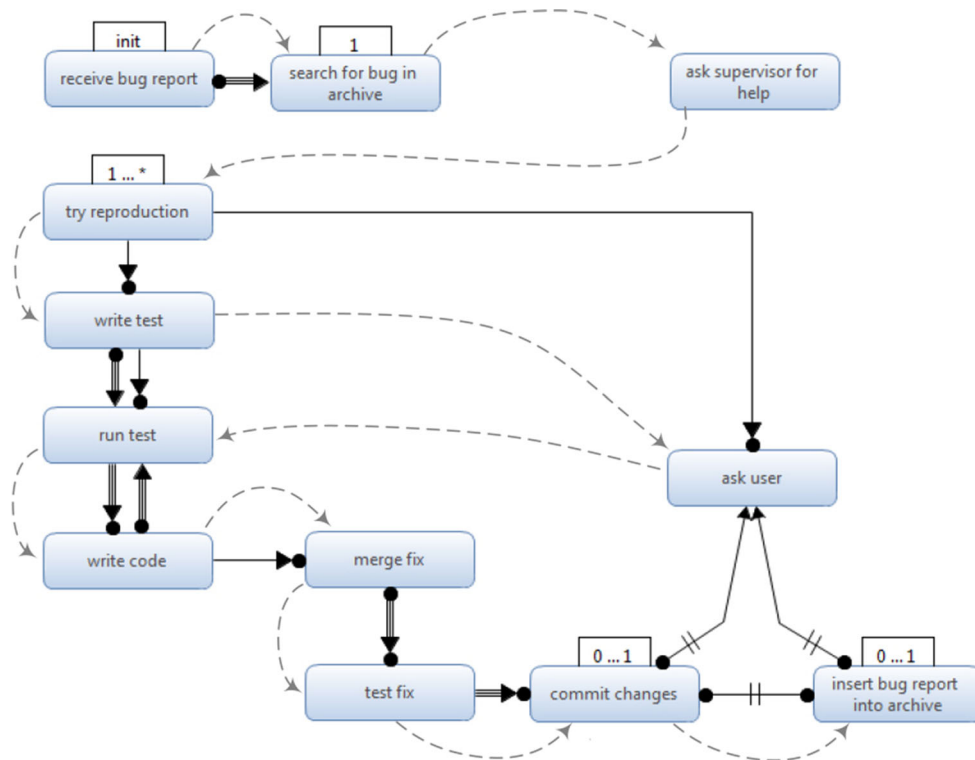 init
receive bug report
1
search for bug in
archive
ask supervisor for
help
1 ... *
try reproduction
write test
run test
ask user
write code
merge fix
0 ... 1
commit changes
0 ... 1
insert bug report
into archive
test fix